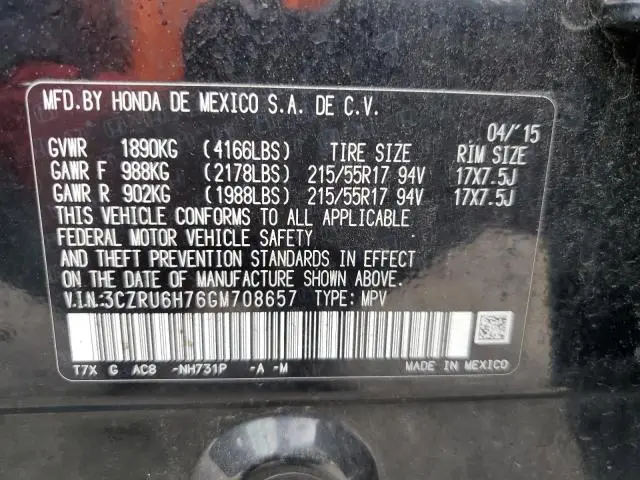 MFD.BY HONDA DE MEXICO S.A. DE C.V.
04/'15
GVWR 1890KG (4166LBS) TIRE SIZE RIM SIZE
GAWR F 988KG (2178LBS) 215/55R17 94V 17X7.5J
GAWR R 902KG (1988LBS) 215/55R17 94V 17X7.5J
THIS VEHICLE CONFORMS TO ALL APPLICABLE
FEDERAL MOTOR VEHICLE SAFETY
AND THEFT PREVENTION STANDARDS IN EFFECT
ON THE DATE OF MANUFACTURE SHOWN ABOVE.
V.I.N.:3CZRU6H76GM708657 TYPE: MPV
T7X G AC8 -NH731P -A -M
MADE IN MEXICO